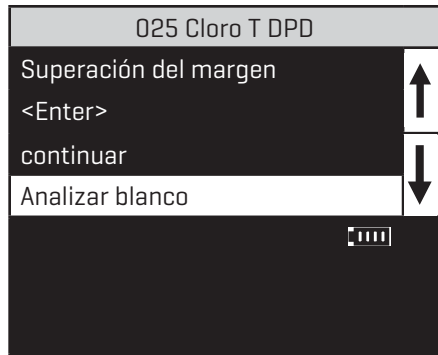 025 Cloro T DPD
Superación del margen
<Enter>
continuar
Analizar blanco